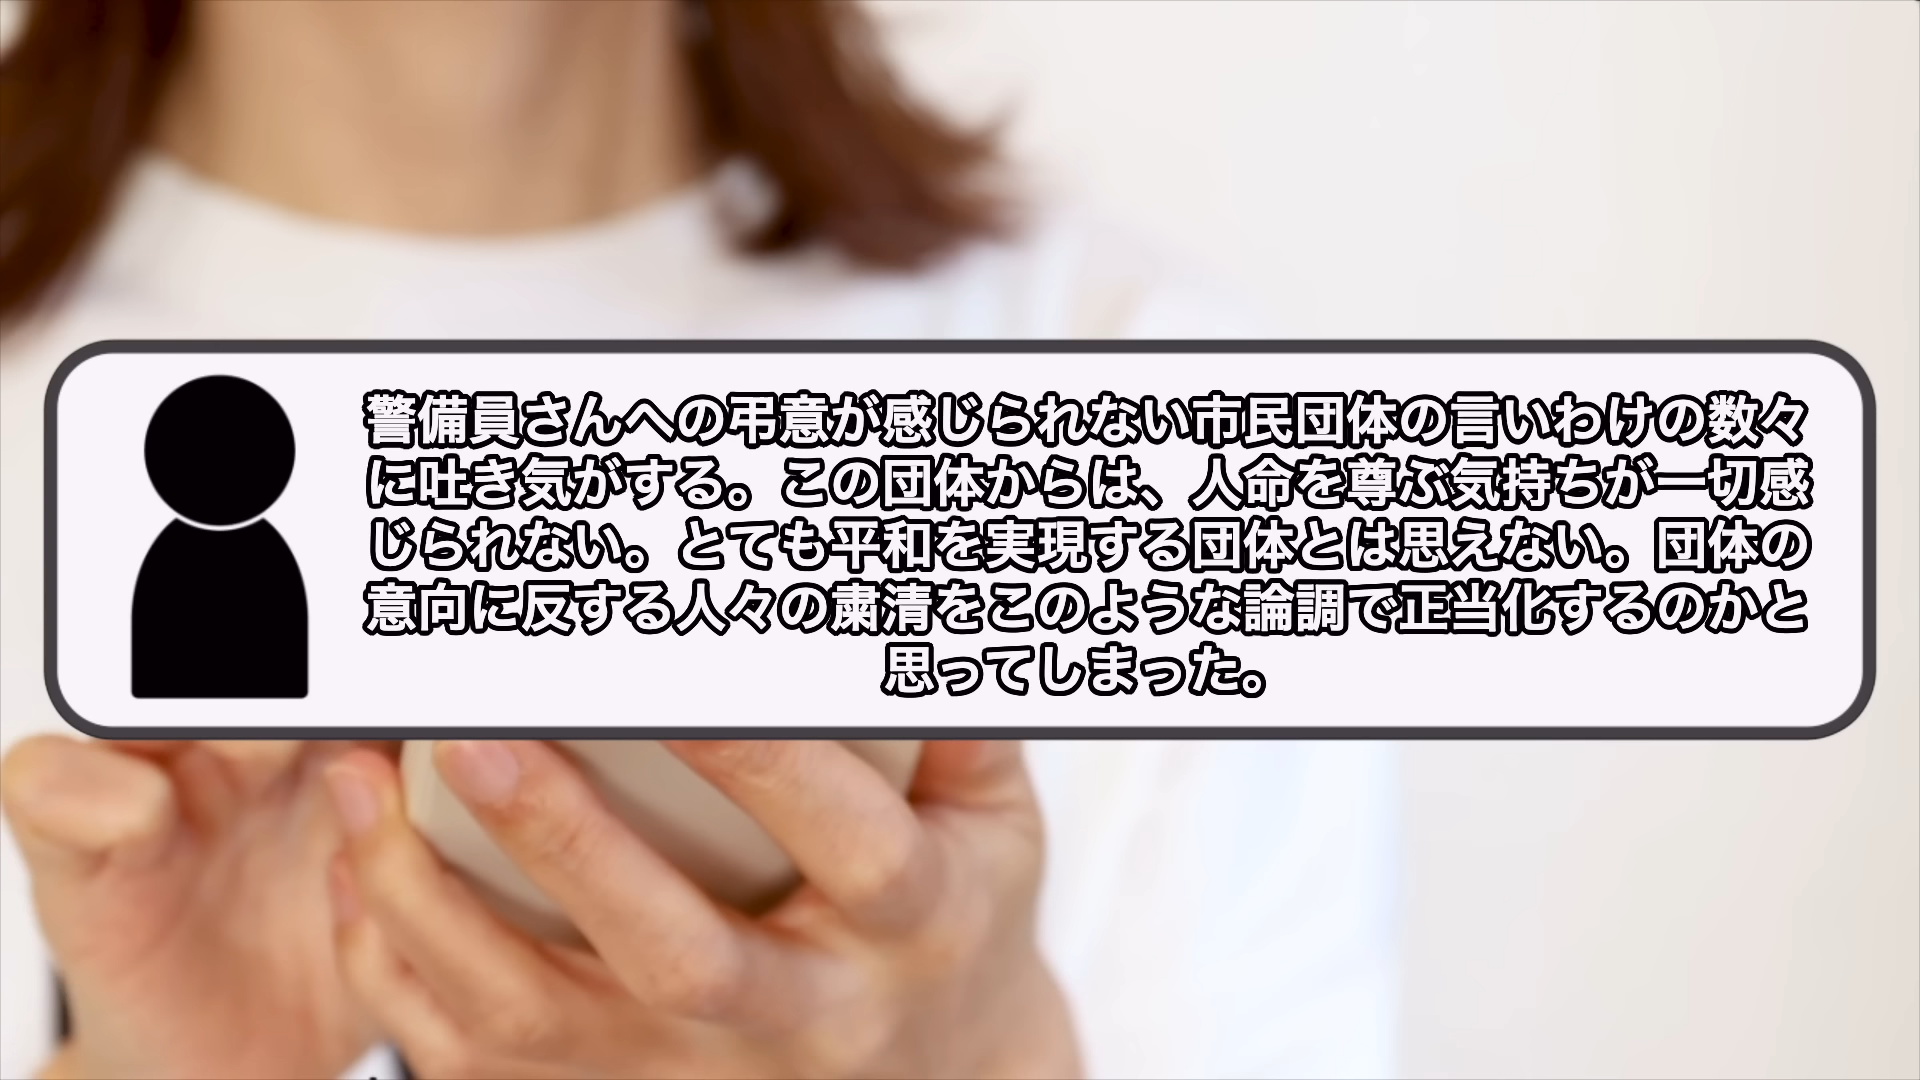 警備員さんへの弔意が感じられない市民団体の言いわけの数々
に吐き気がする。この団体からは、人命を尊ぶ気持ちが一切感
じられない。とても平和を実現する団体とは思えない。団体の
意向に反する人々の粛清をこのような論調で正当化するのかと
思ってしまった。